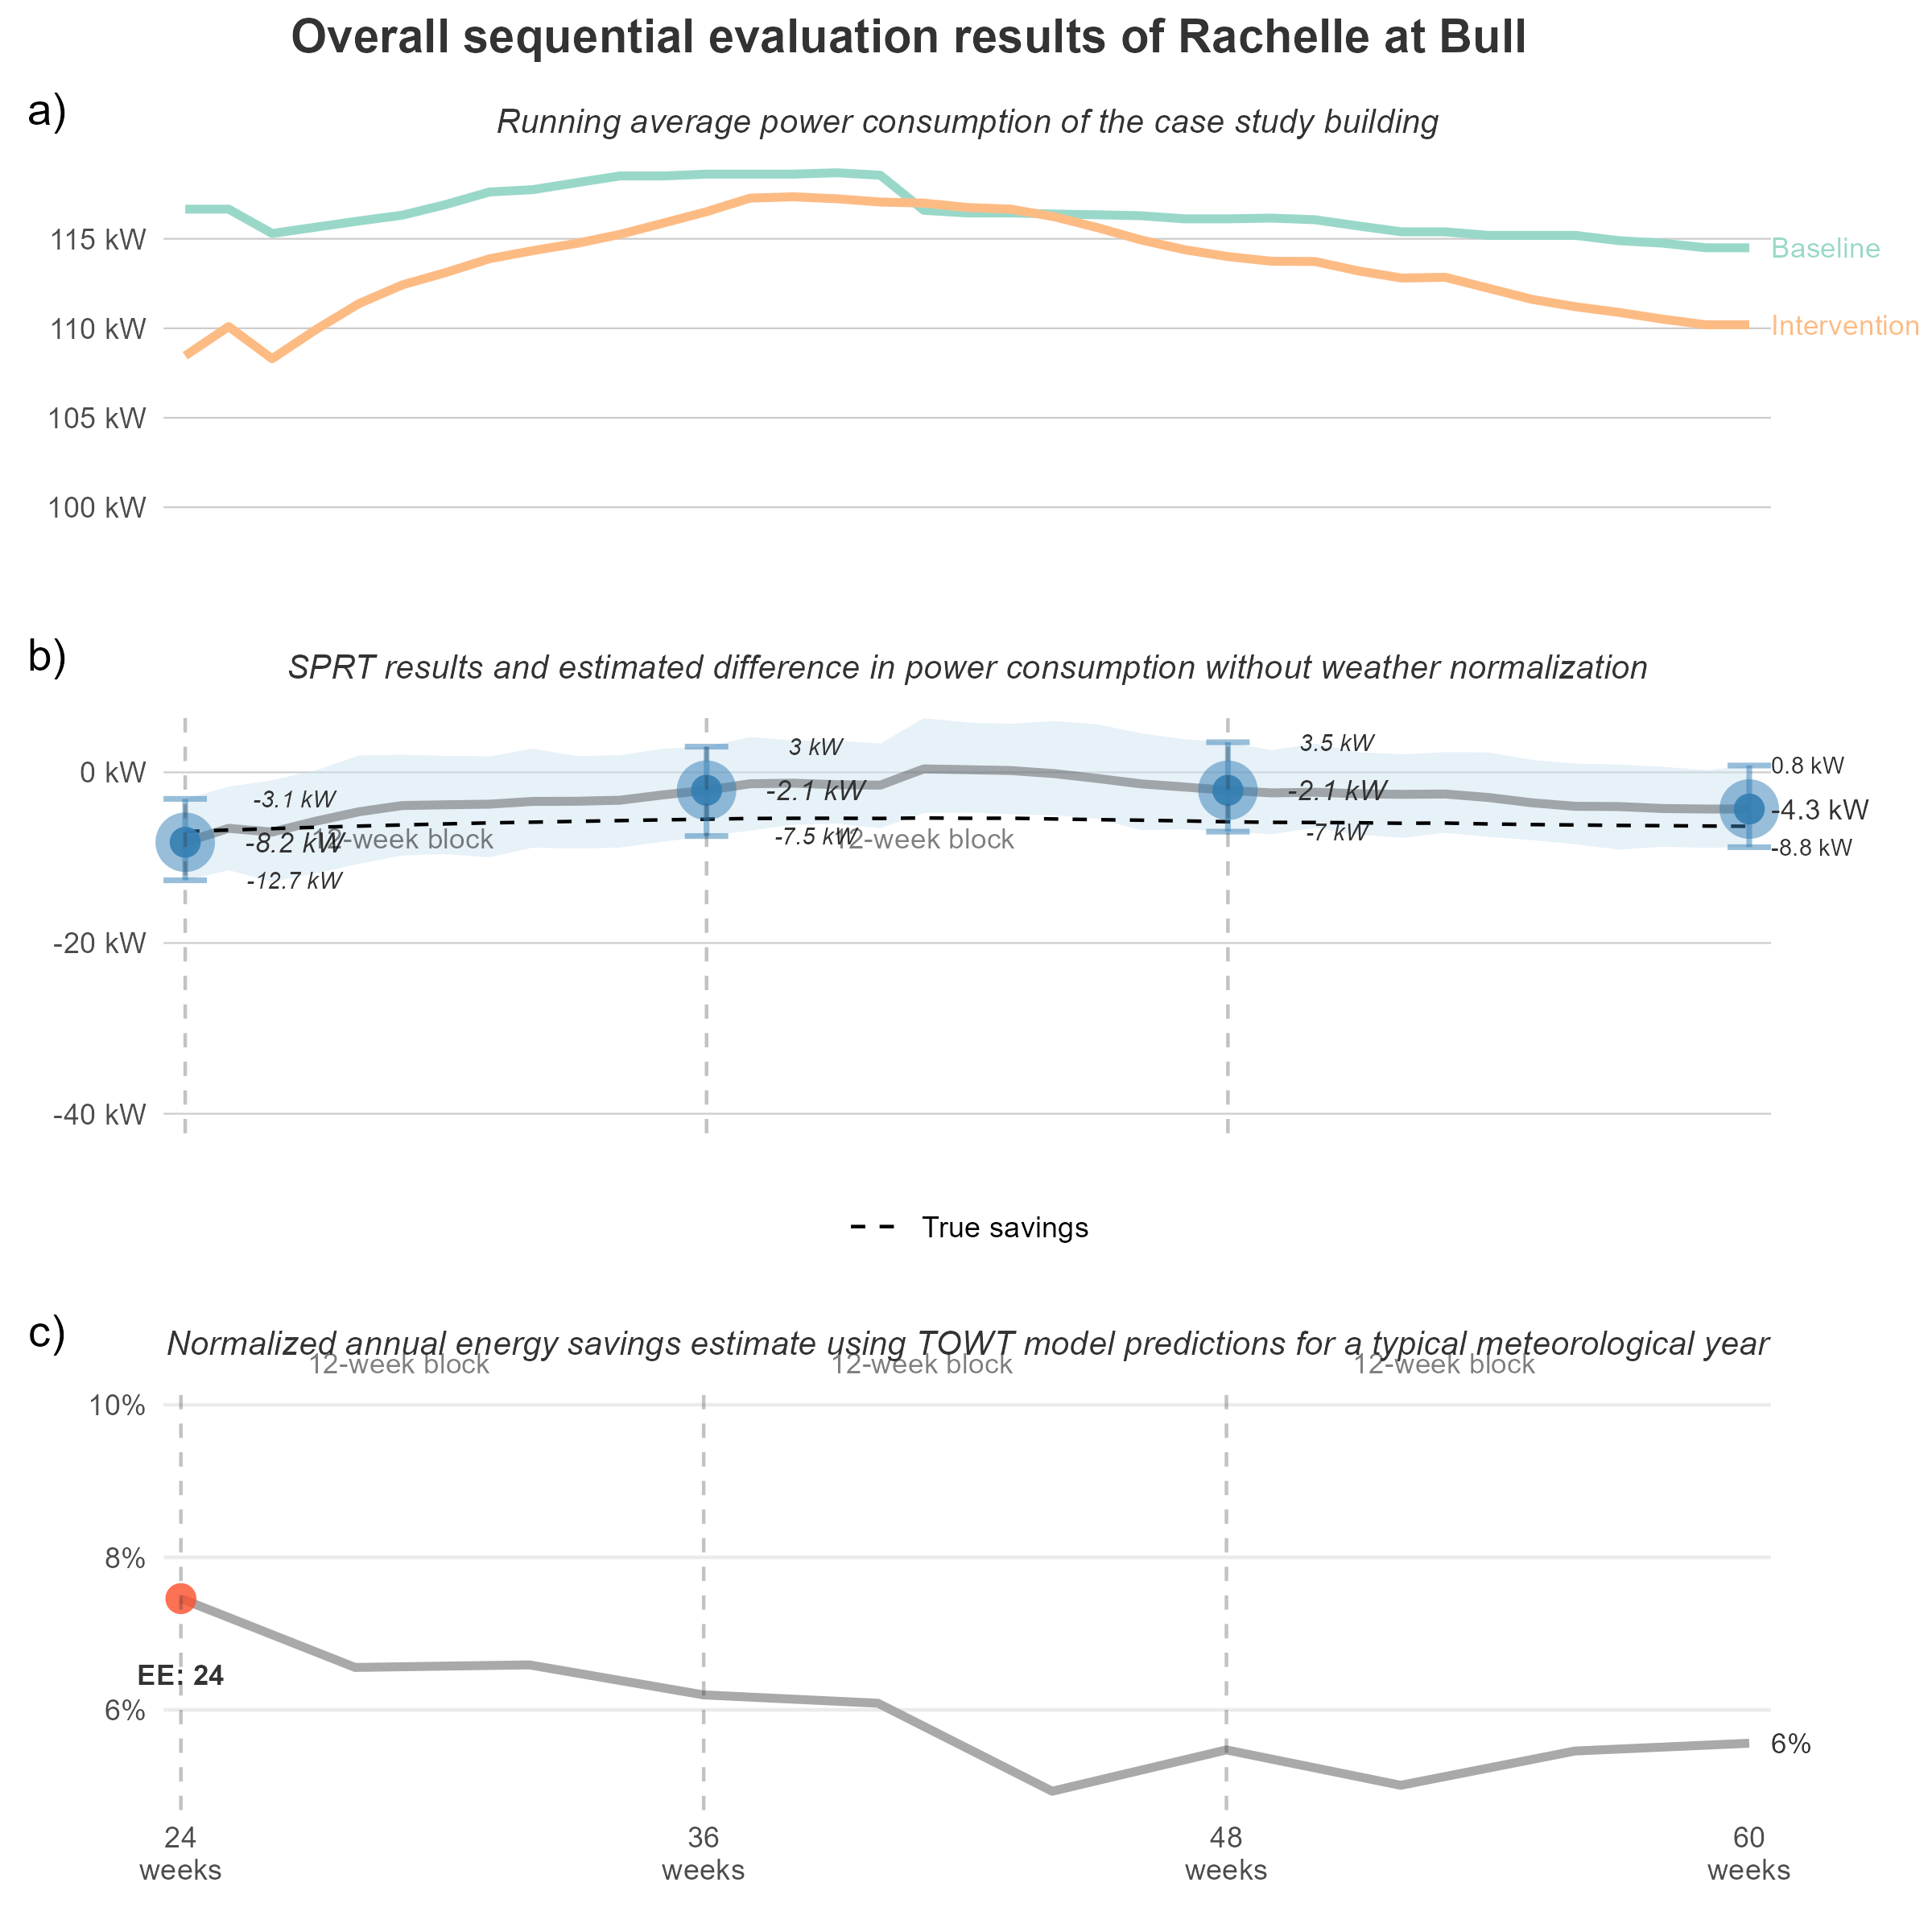 Overall sequential evaluation results of Rachelle at Bull
a)
Running average power consumption of the case study building
115 kW
110 kW
105 kW
100 kW
Baseline
Intervention
b)
SPRT results and estimated difference in power consumption without weather normalization
0 kW
-20 kW
-40 kW
-3.1 kW
-8.2 kW
-12.7 kW
12-week block
3 kW
-2.1 kW
-7.5 kW
12-week block
3.5 kW
-2.1 kW
-7 kW
0.8 kW
-4.3 kW
-8.8 kW
True savings
c)
Normalized annual energy savings estimate using TOWT model predictions for a typical meteorological year
12-week block
12-week block
12-week block
10%
8%
6%
EE: 24
6%
24
weeks
36
weeks
48
weeks
60
weeks